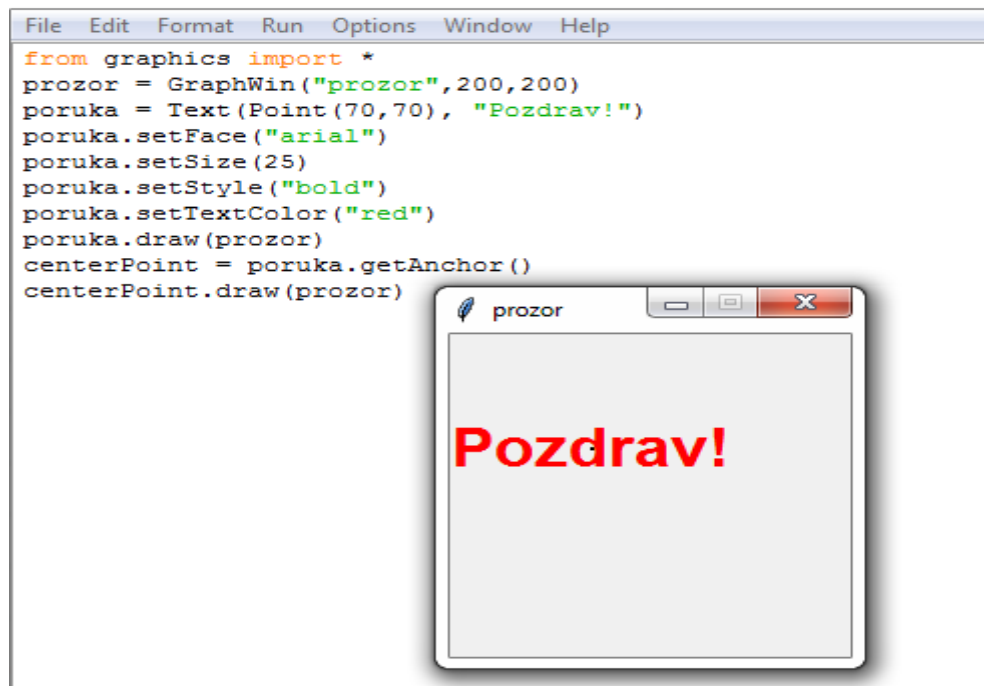 File Edit Format Run Options Window Help
from graphics import *
prozor = GraphWin("prozor",200,200)
poruka = Text(Point(70,70), "Pozdrav!")
poruka.setFace("arial")
poruka.setSize(25)
poruka.setStyle("bold")
poruka.setTextColor("red")
poruka.draw(prozor)
centerPoint = poruka.getAnchor()
centerPoint.draw(prozor)
prozor
Pozdrav!